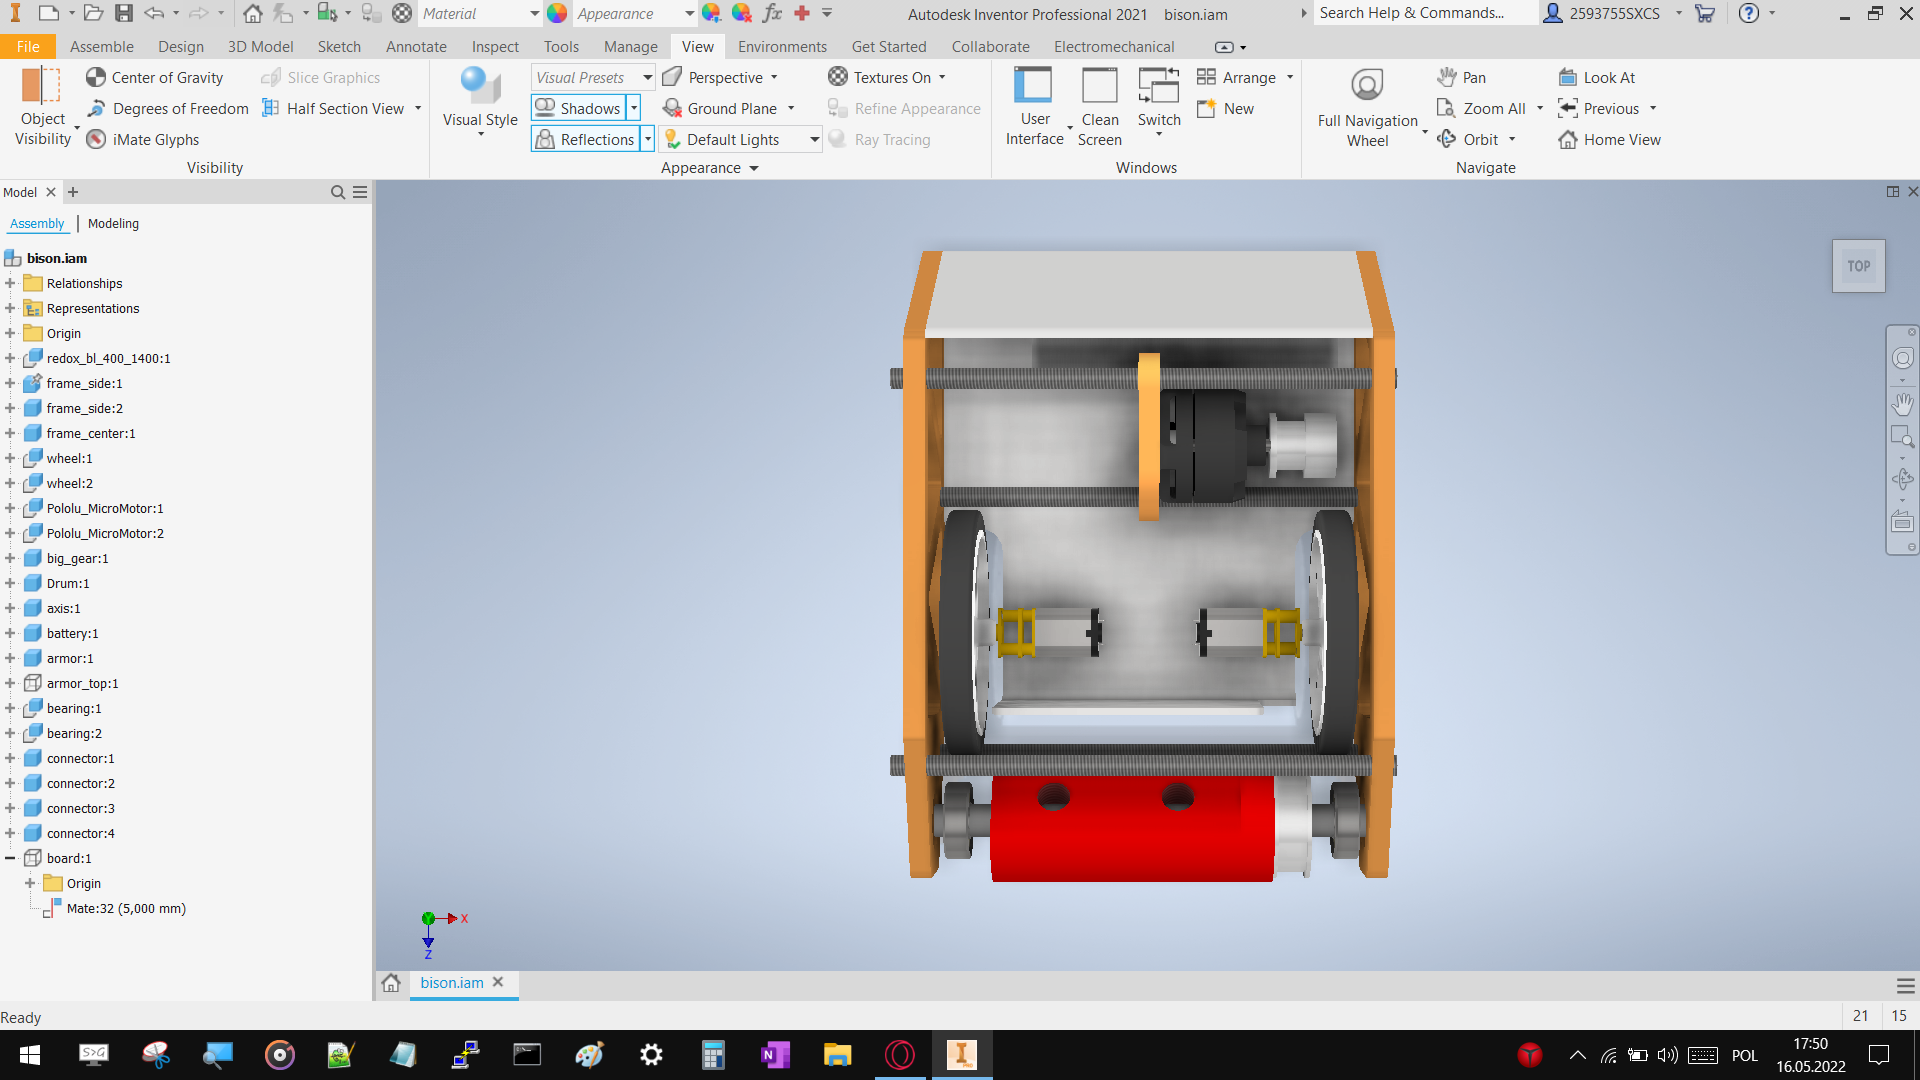 Material
Appearance
Autodesk Inventor Professional 2021 bison.iam
Search Help & Commands...
2593755SXCS
File Assemble Design 3D Model Sketch Annotate Inspect Tools Manage View Environments Get Started Collaborate Electromechanical
Object Visibility
Center of Gravity
Degrees of Freedom
iMate Glyphs
Slice Graphics
Half Section View
Visibility
Visual Style
Visual Presets
Shadows
Reflections
Perspective
Ground Plane
Default Lights
Textures On
Refine Appearance
Ray Tracing
Appearance
User Interface
Clean Screen
Switch
Arrange
New
Windows
Full Navigation Wheel
Pan
Zoom All
Orbit
Look At
Previous
Home View
Navigate
Model
Assembly | Modeling
bison.iam
Relationships
Representations
Origin
redox_bl_400_1400:1
frame_side:1
frame_side:2
frame_center:1
wheel:1
wheel:2
Pololu_MicroMotor:1
Pololu_MicroMotor:2
big_gear:1
Drum:1
axis:1
battery:1
armor:1
armor_top:1
bearing:1
bearing:2
connector:1
connector:2
connector:3
connector:4
board:1
Origin
Mate:32 (5,000 mm)
TOP
X
Z
bison.iam
Ready
21 15
S>G
N
POL
17:50
16.05.2022